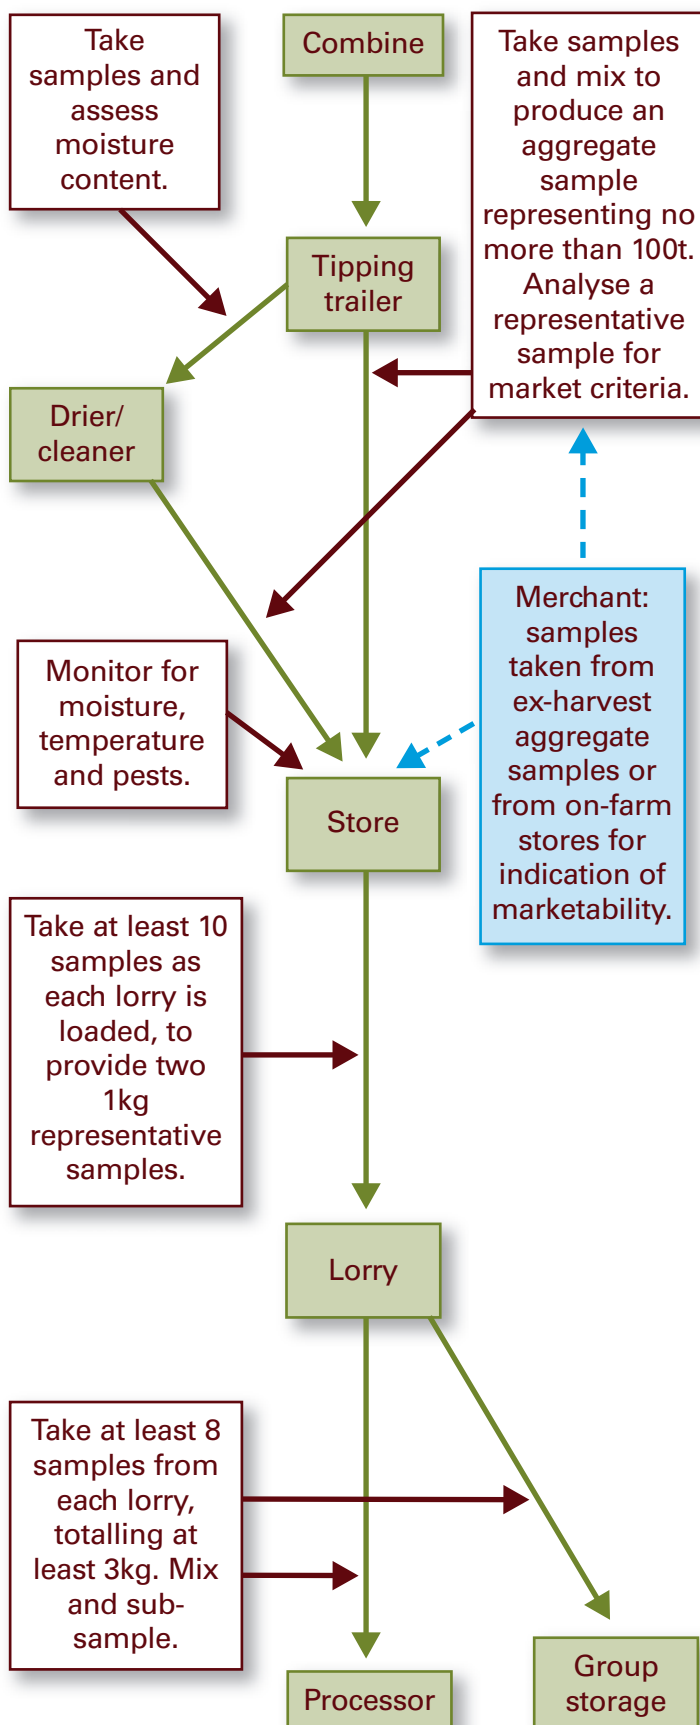 Take
samples and
assess
moisture
content.
Combine
Take samples
and mix to
produce an
aggregate
sample
representing no
more than 100t.
Analyse a
representative
sample for
market criteria.
Tipping
trailer
Drier/
cleaner
Merchant:
samples
taken from
ex-harvest
aggregate
samples or
from on-farm
stores for
indication of
marketability.
Monitor for
moisture,
temperature
and pests.
Store
Take at least 10
samples as
each lorry is
loaded, to
provide two
1kg
representative
samples.
Lorry
Take at least 8
samples from
each lorry,
totalling at
least 3kg. Mix
and sub-
sample.
Processor
Group
storage